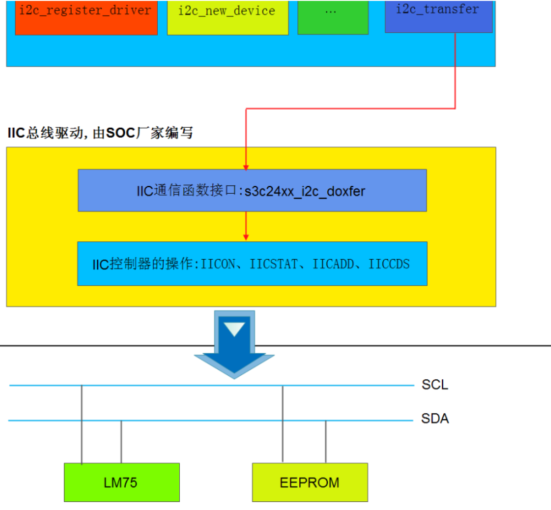 i2c_register_driver
i2c_new_device
...
i2c_transfer
IIC总线驱动,由SOC厂家编写
IIC通信函数接口:s3c24xx_i2c_doxfer
IIC控制器的操作:IICON、IICSTAT、IICADD、IICCDS
SCL
SDA
LM75
EEPROM